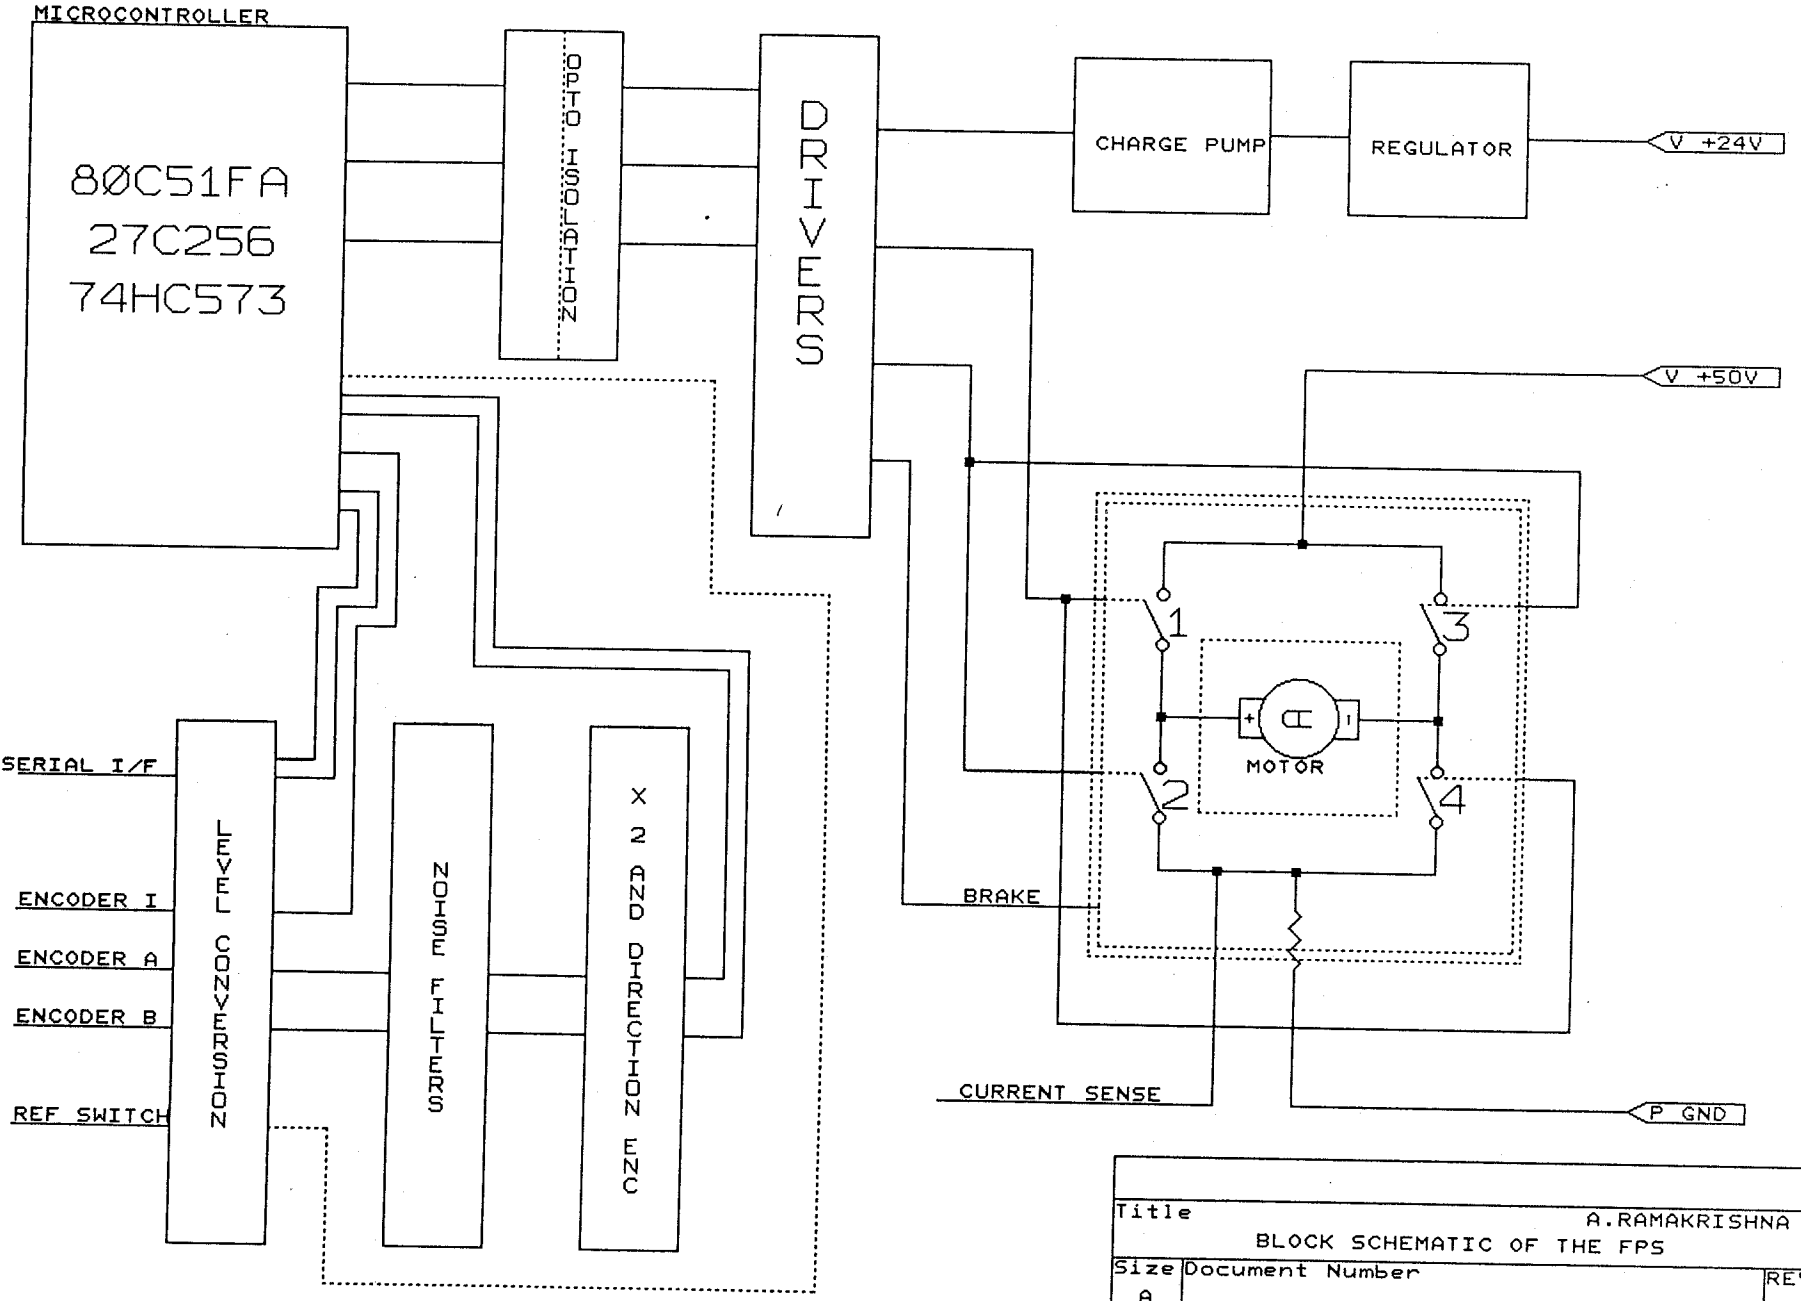 MICROCONTROLLER
80C51FA
27C256
74HC573
OPTO ISOLATION
DRIVERS
CHARGE PUMP
REGULATOR
V +24V
V +50V
1
3
+
-
MOTOR
2
4
SERIAL I/F
LEVEL CONVERSION
NOISE FILTERS
X 2 AND DIRECTION ENC
ENCODER I
BRAKE
ENCODER A
ENCODER B
CURRENT SENSE
REF SWITCH
P GND
Title
A.RAMAKRISHNA
BLOCK SCHEMATIC OF THE FPS
Size
Document Number
A